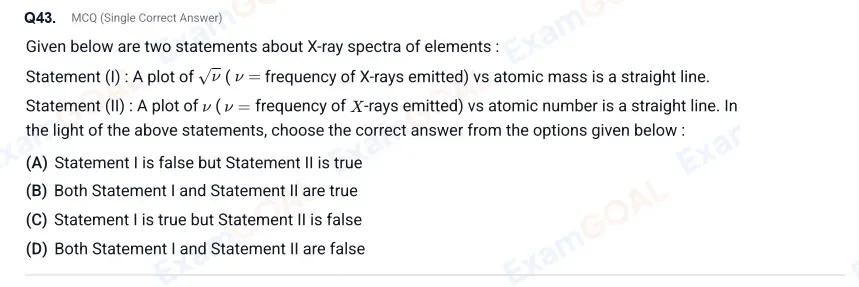 Q43. MCQ (Single Correct Answer)
Given below are two statements about X-ray spectra of elements :
Statement (I) : A plot of √ν ( ν = frequency of X-rays emitted) vs atomic mass is a straight line.
Statement (II) : A plot of ν ( ν = frequency of X-rays emitted) vs atomic number is a straight line. In
the light of the above statements, choose the correct answer from the options given below :
(A) Statement I is false but Statement II is true
(B) Both Statement I and Statement II are true
(C) Statement I is true but Statement II is false
(D) Both Statement I and Statement II are false
ExamGOAL
ExamGOAL